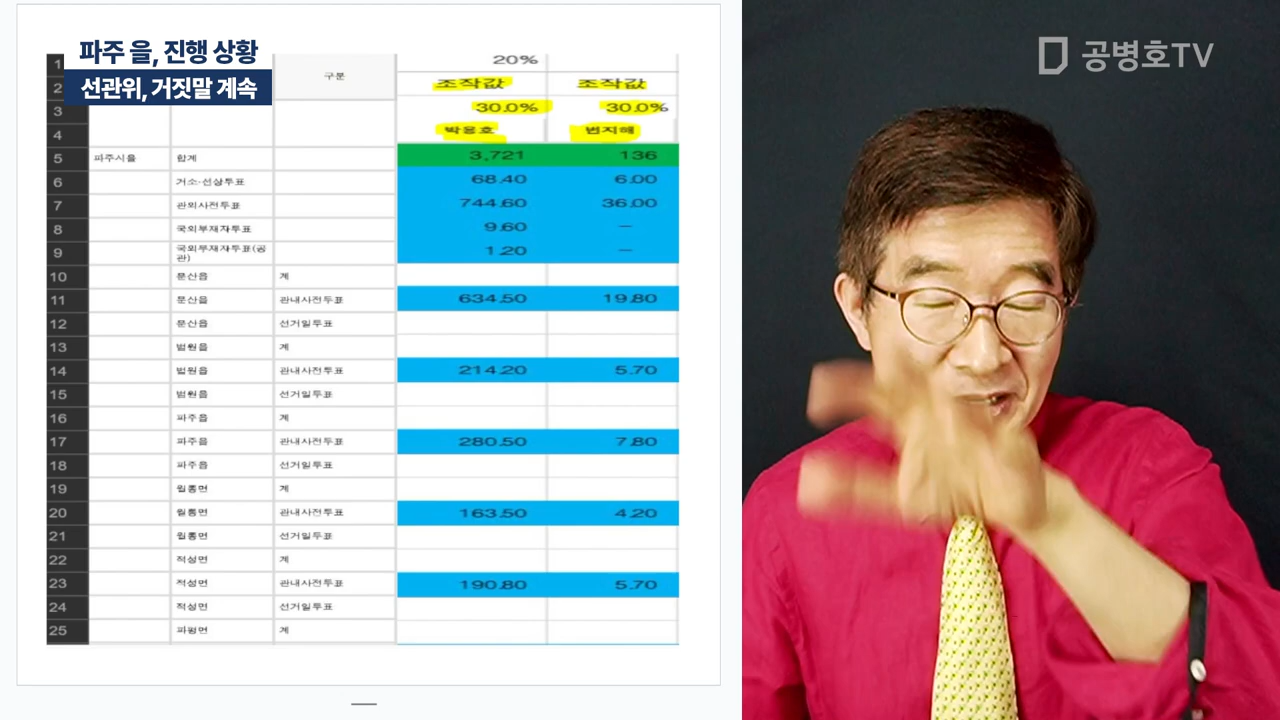 파주 을, 진행 상황
선관위, 거짓말 계속
공병호TV
1 구분 20%
2 조작값 조작값
3 30.0% 30.0%
4 박용호 번지해
5 파주시을 합계 3,721 136
6 거소·선상투표 68.40 6.00
7 관외사전투표 744.60 36.00
8 국외부재자투표 9.60 –
9 국외부재자투표(공관) 1.20 –
10 문산읍 계
11 문산읍 관내사전투표 634.50 19.80
12 문산읍 선거일투표
13 법원읍 계
14 법원읍 관내사전투표 214.20 5.70
15 법원읍 선거일투표
16 파주읍 계
17 파주읍 관내사전투표 280.50 7.80
18 파주읍 선거일투표
19 월롱면 계
20 월롱면 관내사전투표 163.50 4.20
21 월롱면 선거일투표
22 적성면 계
23 적성면 관내사전투표 190.80 5.70
24 적성면 선거일투표
25 파평면 계